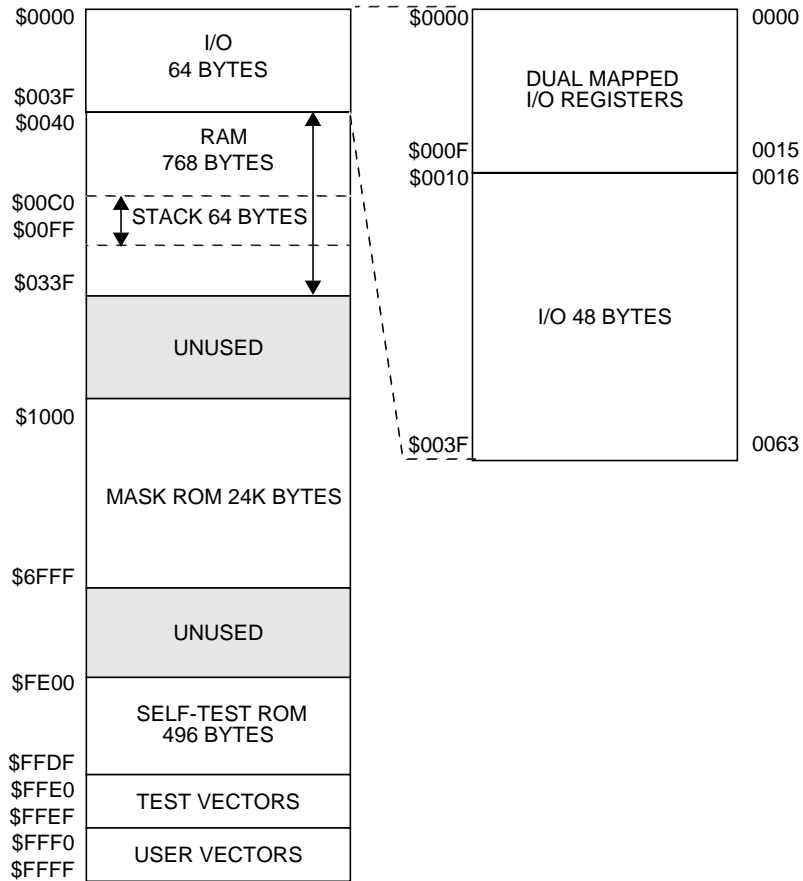 $0000
I/O
64 BYTES
$003F
$0040
RAM
768 BYTES
$00C0
STACK 64 BYTES
$00FF
$033F
UNUSED
$1000
MASK ROM 24K BYTES
$6FFF
UNUSED
$FE00
SELF-TEST ROM
496 BYTES
$FFDF
$FFE0
TEST VECTORS
$FFEF
$FFF0
USER VECTORS
$FFFF
$0000 0000
DUAL MAPPED
I/O REGISTERS
$000F 0015
$0010 0016
I/O 48 BYTES
$003F 0063